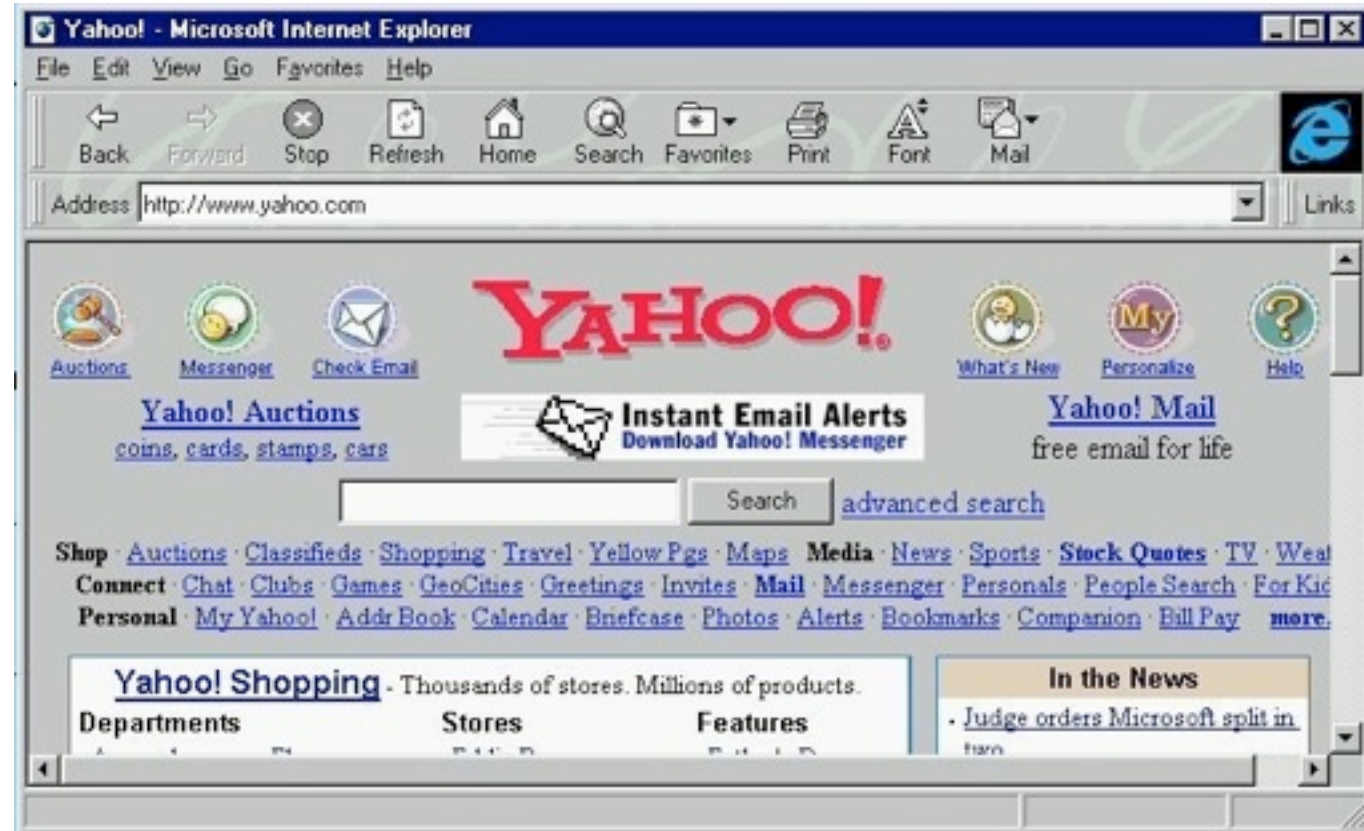 Yahoo! - Microsoft Internet Explorer
File Edit View Go Favorites Help
Back Forward Stop Refresh Home Search Favorites Print Font Mail
Address http://www.yahoo.com Links
YAHOO!
Auctions Messenger Check Email What's New My Personalize ? Help
Yahoo! Auctions
coins, cards, stamps, cars
Instant Email Alerts
Download Yahoo! Messenger
Yahoo! Mail
free email for life
Search advanced search
Shop · Auctions · Classifieds · Shopping · Travel · Yellow Pgs · Maps Media · News · Sports · Stock Quotes · TV · Weat
Connect · Chat · Clubs · Games · GeoCities · Greetings · Invites · Mail · Messenger · Personals · People Search · For Kid
Personal · My Yahoo! · Addr Book · Calendar · Briefcase · Photos · Alerts · Bookmarks · Companion · Bill Pay more.
Yahoo! Shopping - Thousands of stores. Millions of products.
Departments Stores Features
In the News
· Judge orders Microsoft split in
two